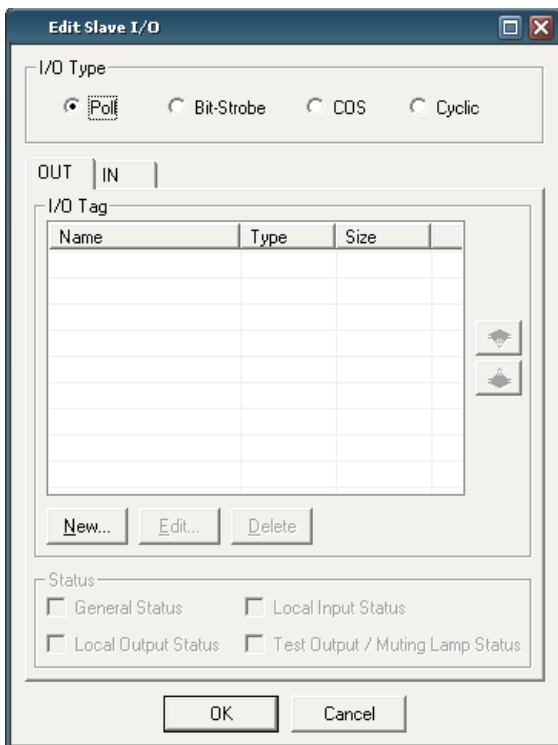 Edit Slave I/O
I/O Type
Poll Bit-Strobe COS Cyclic
OUT IN
I/O Tag
Name Type Size
New... Edit... Delete
Status
General Status Local Input Status
Local Output Status Test Output / Muting Lamp Status
OK Cancel